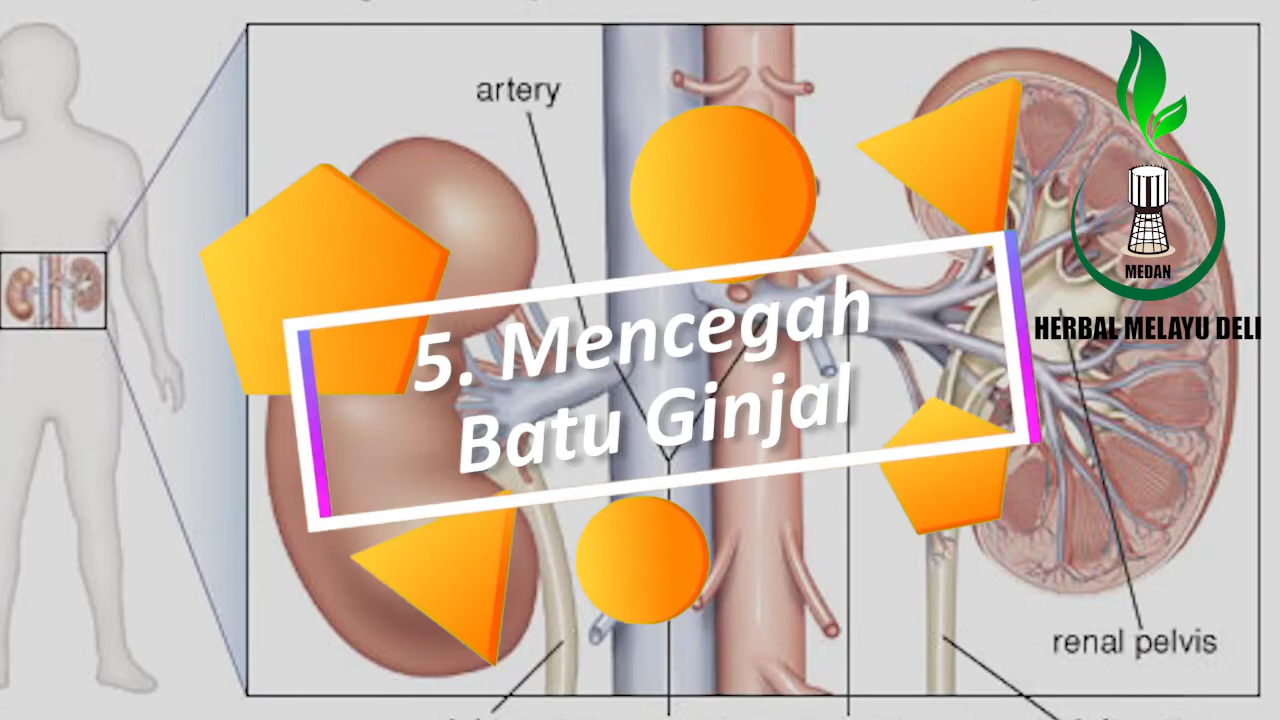 artery
5. Mencegah
Batu Ginjal
MEDAN
HERBAL MELAYU DELI
renal pelvis